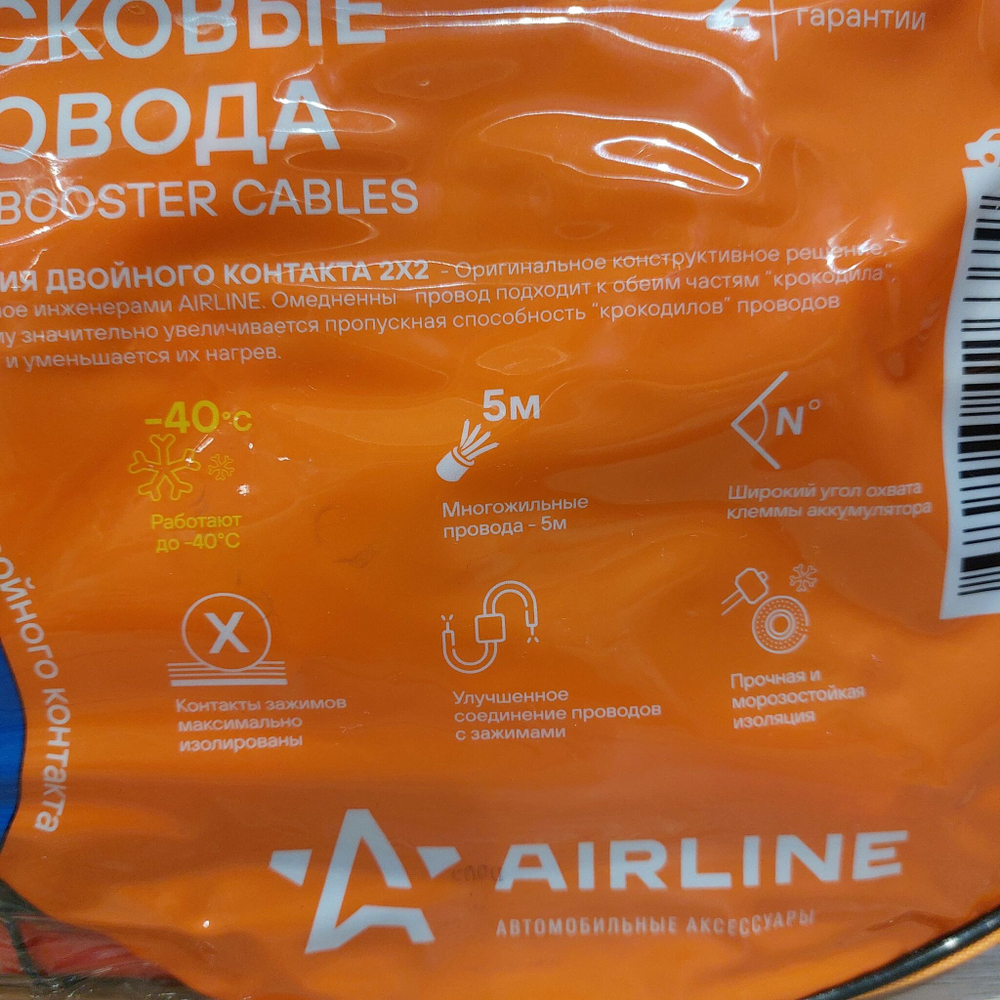 СКОВЫЕ
2
гарантии
ОВОДА
BOOSTER CABLES
ИЯ ДВОЙНОГО КОНТАКТА 2X2 - Оригинальное конструктивное решение,
ное инженерами AIRLINE. Омедненны провод подходит к обеим частям "крокодила",
му значительно увеличивается пропускная способность "крокодилов" проводов
и уменьшается их нагрев.
-40°C
5м
N°
Работают
до -40°C
Многожильные
провода - 5м
Широкий угол охвата
клеммы аккумулятора
ойного контакта
X
Контакты зажимов
максимально
изолированы
Улучшенное
соединение проводов
с зажимами
Прочная и
морозостойкая
изоляция
AIRLINE
АВТОМОБИЛЬНЫЕ АКСЕССУАРЫ